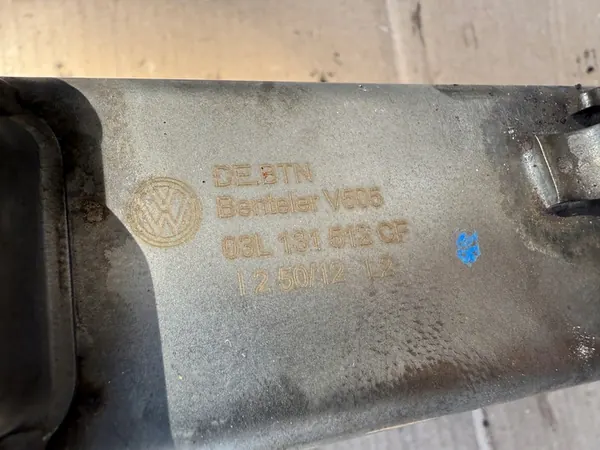 DE.BTN
Benteler V605
03L 131 512 CF
1 2 50/12 1.2